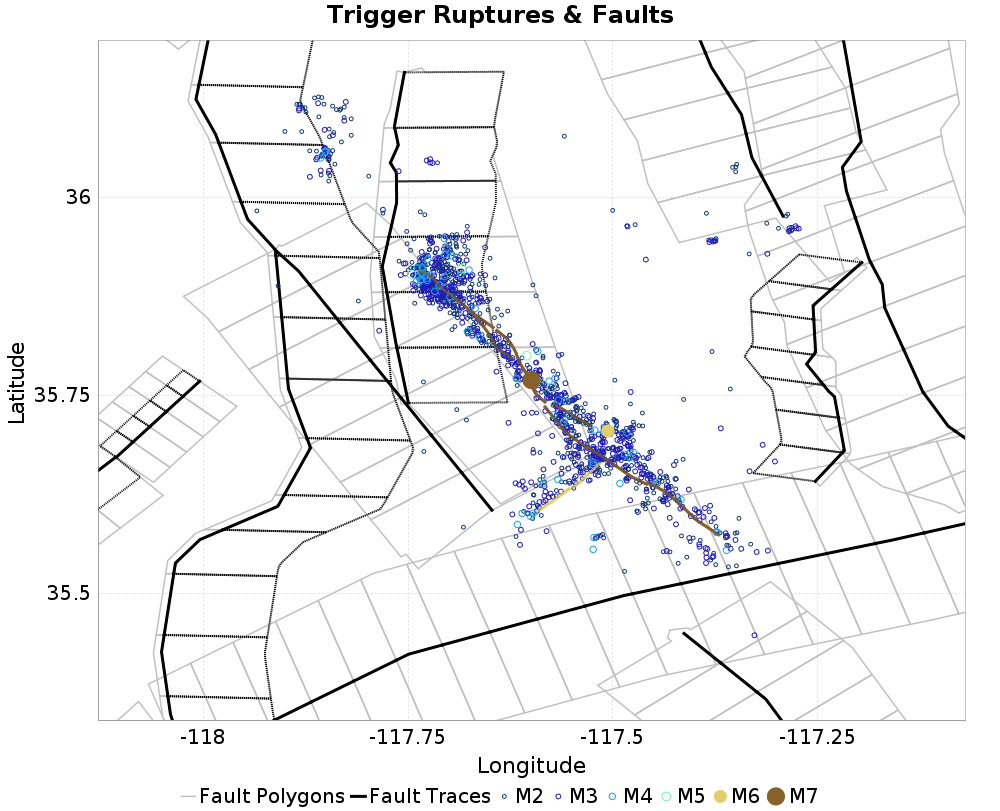 Trigger Ruptures & Faults
36
35.75
35.5
Latitude
-118 -117.75 -117.5 -117.25
Longitude
Fault Polygons Fault Traces M2 M3 M4 M5 M6 M7